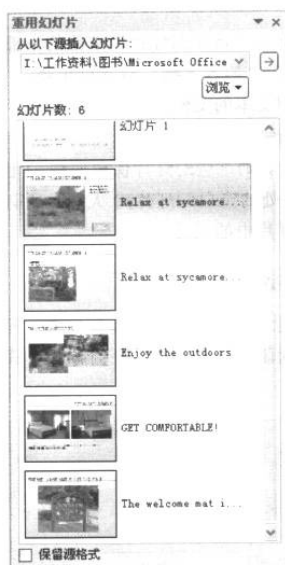 重用幻灯片
从以下源插入幻灯片:
I:\工作资料\图书\Microsoft Office
浏览
幻灯片数: 6
幻灯片 1
Relax at sycamore...
Relax at sycamore...
Enjoy the outdoors
GET COMFORTABLE!
The welcome mat i...
保留源格式